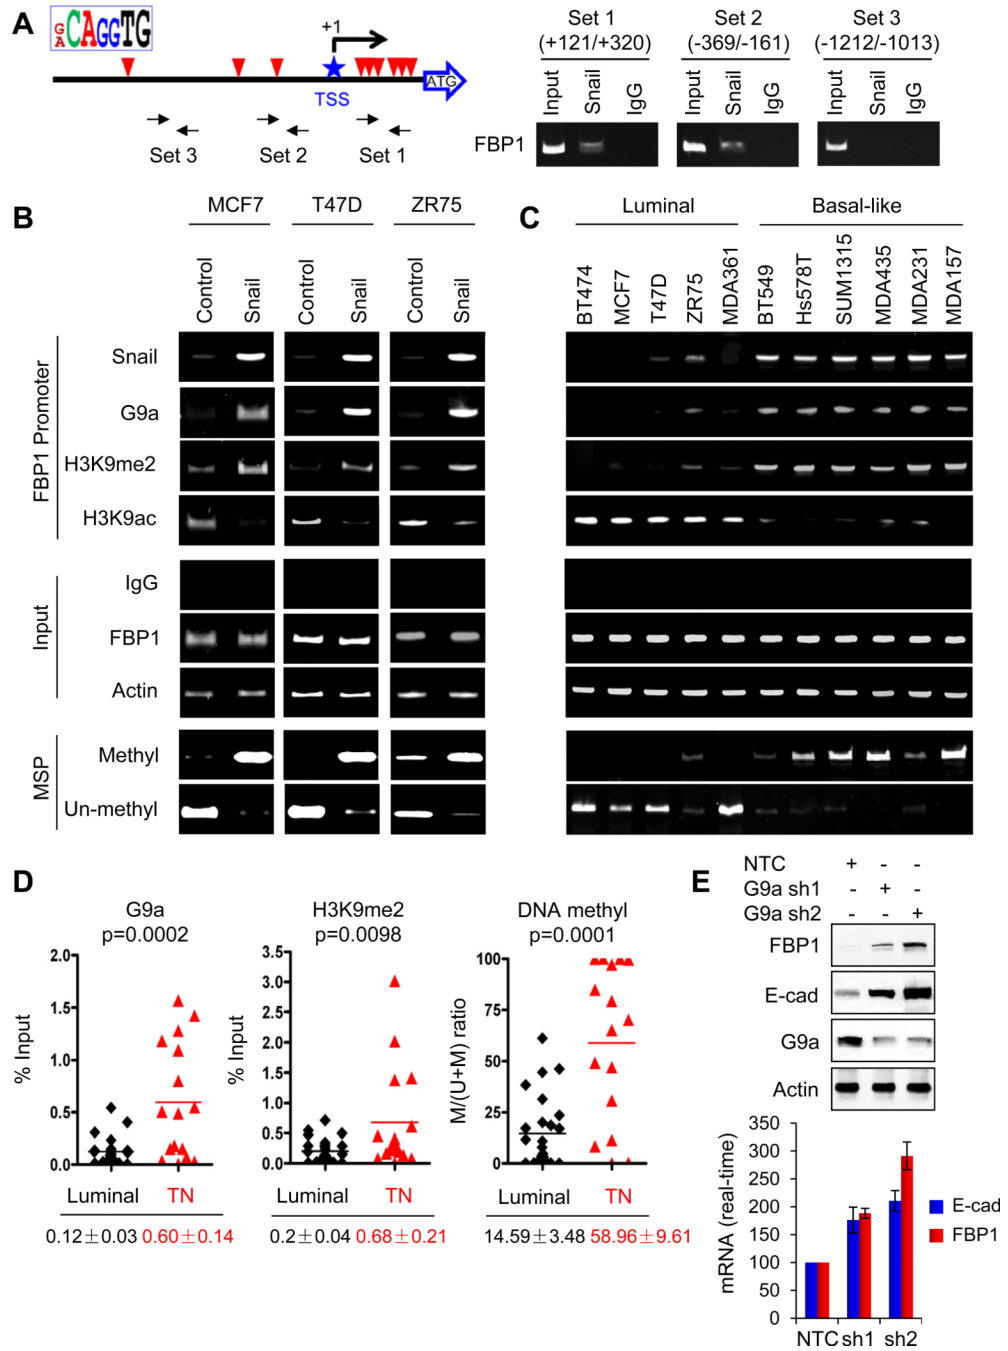 A
GACAGGTG
+1
TSS
ATG
Set 3
Set 2
Set 1
Set 1
(+121/+320)
Set 2
(-369/-161)
Set 3
(-1212/-1013)
Input
Snail
IgG
Input
Snail
IgG
Input
Snail
IgG
FBP1
B
MCF7
T47D
ZR75
Control
Snail
Control
Snail
Control
Snail
FBP1 Promoter
Snail
G9a
H3K9me2
H3K9ac
Input
IgG
FBP1
Actin
MSP
Methyl
Un-methyl
C
Luminal
Basal-like
BT474
MCF7
T47D
ZR75
MDA361
BT549
Hs578T
SUM1315
MDA435
MDA231
MDA157
D
G9a
p=0.0002
% Input
2.0
1.5
1.0
0.5
0.0
Luminal
TN
0.12±0.03 0.60±0.14
H3K9me2
p=0.0098
% Input
3.5
3.0
2.5
2.0
1.5
1.0
0.5
0.0
Luminal
TN
0.2±0.04 0.68±0.21
DNA methyl
p=0.0001
M/(U+M) ratio
100
75
50
25
0
Luminal
TN
14.59±3.48 58.96±9.61
E
NTC + - -
G9a sh1 - + -
G9a sh2 - - +
FBP1
E-cad
G9a
Actin
mRNA (real-time)
350
300
250
200
150
100
50
0
NTC sh1 sh2
E-cad
FBP1